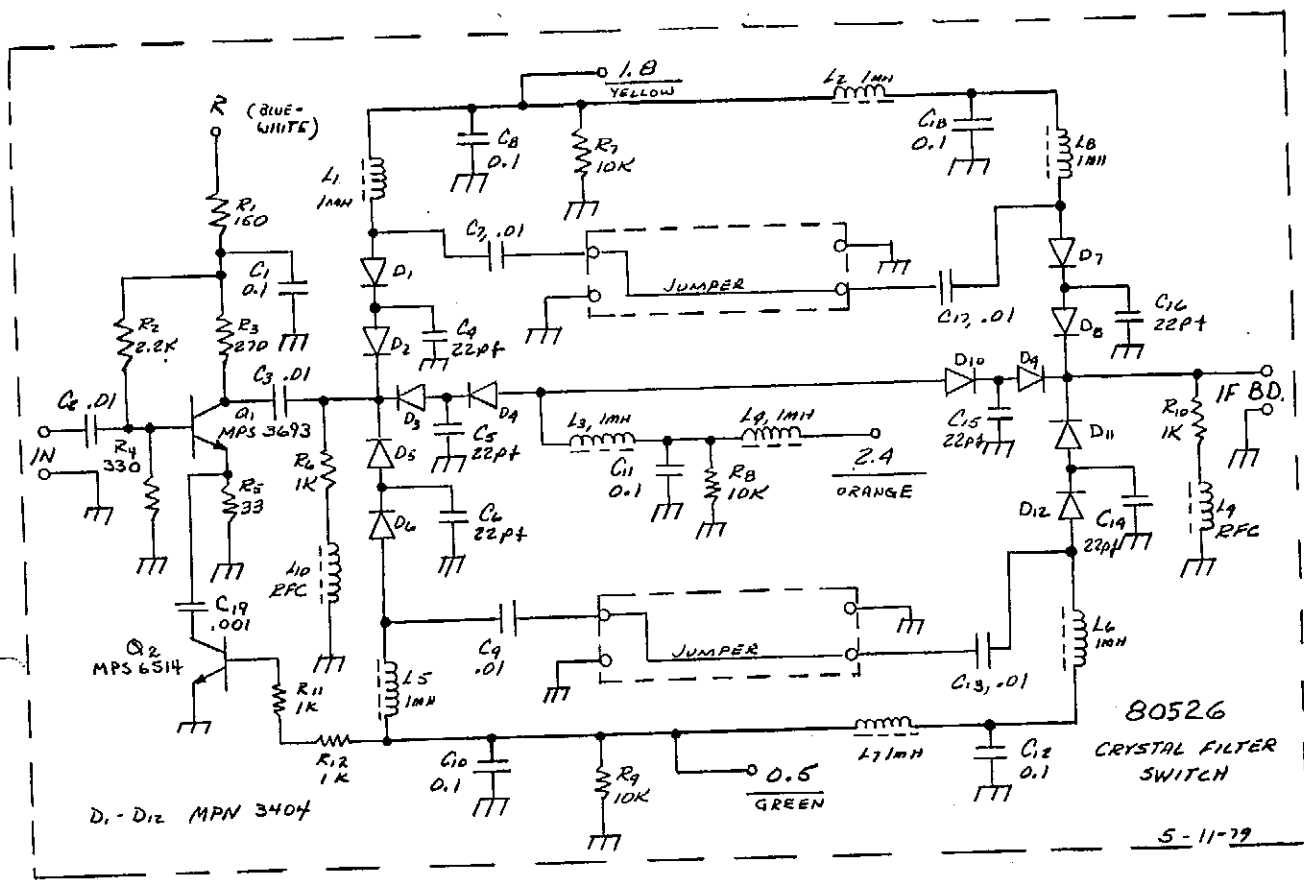 1.8
YELLOW
R (BLUE-
WHITE)
L2 1MH
C8
0.1
R7
10K
C18
0.1
L8
1MH
L1
1MH
R1
150
C7, .01
C1
0.1
D1
JUMPER
D7
C17, .01
C16
22pf
R2
2.2K
R3
270
C4
22pf
D2
D8
C3 .01
D10
D9
C2 .01
Q1
MPS 3693
D3
D4
IF BD.
IN
R4
330
L3, 1MH
L4, 1MH
C15
22pf
R10
1K
D5
C5
22pf
D11
R6
1K
C11
0.1
R8
10K
2.4
ORANGE
R5
33
D6
C6
22pf
D12
C14
22pf
L9
RFC
L10
RFC
C19
.001
C9
.01
JUMPER
L6
1MH
Q2
MPS 6514
C13, .01
R11
1K
L5
1MH
80526
CRYSTAL FILTER
SWITCH
R12
1K
C10
0.1
R9
10K
L7 1MH
C12
0.1
0.5
GREEN
D1-D12 MPN 3404
5-11-79